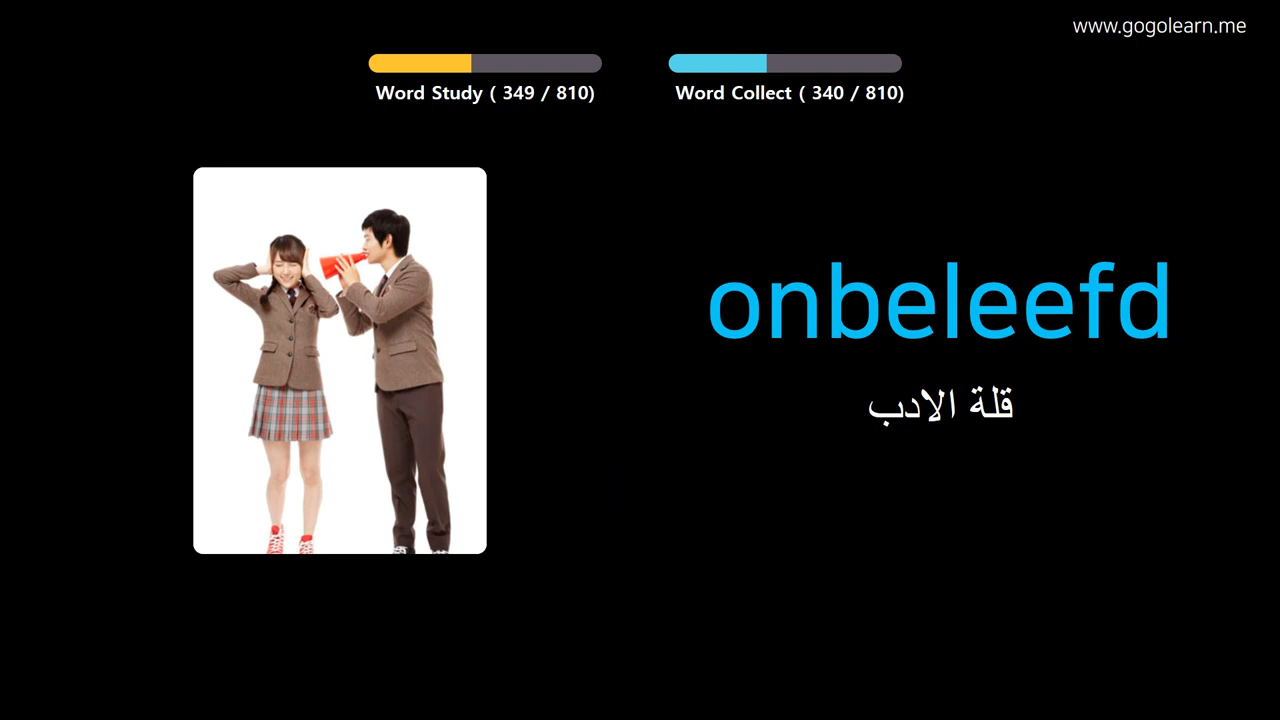 www.gogolearn.me
Word Study ( 349 / 810)
Word Collect ( 340 / 810)
onbeleefd
قلة الادب